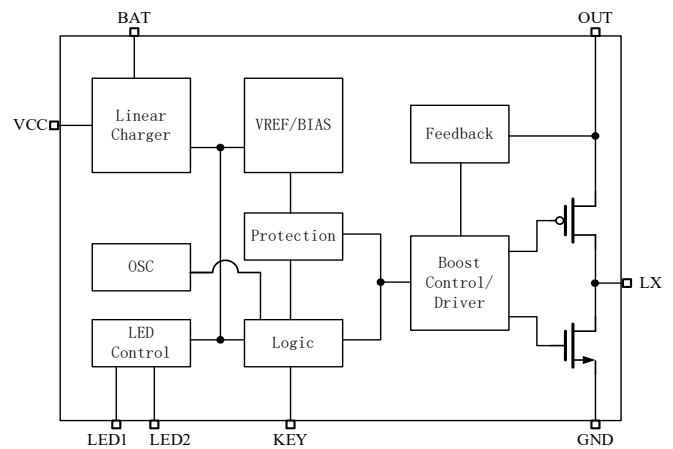 BAT
OUT
VCC
Linear
Charger
VREF/BIAS
Feedback
Protection
OSC
Boost
Control/
Driver
LX
LED
Control
Logic
LED1
LED2
KEY
GND